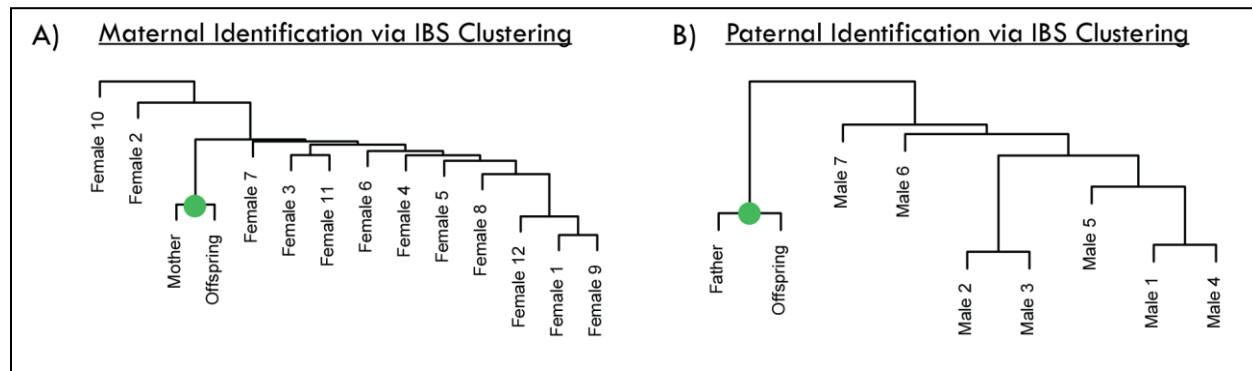 A) Maternal Identification via IBS Clustering
Female 10
Female 2
Mother
Offspring
Female 7
Female 3
Female 11
Female 6
Female 4
Female 5
Female 8
Female 12
Female 1
Female 9
B) Paternal Identification via IBS Clustering
Father
Offspring
Male 7
Male 6
Male 2
Male 3
Male 5
Male 1
Male 4